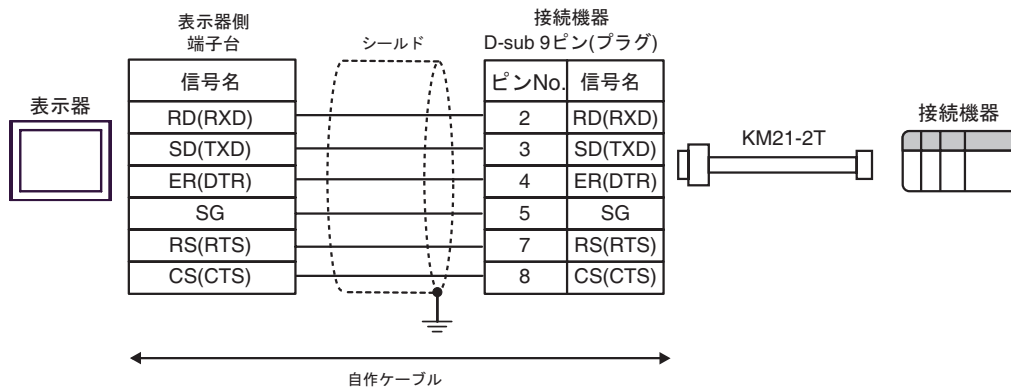 表示器側
端子台
シールド
接続機器
D-sub 9ピン(プラグ)
信号名
ピンNo. 信号名
表示器
接続機器
RD(RXD) 2 RD(RXD)
SD(TXD) 3 SD(TXD)
KM21-2T
ER(DTR) 4 ER(DTR)
SG 5 SG
RS(RTS) 7 RS(RTS)
CS(CTS) 8 CS(CTS)
自作ケーブル